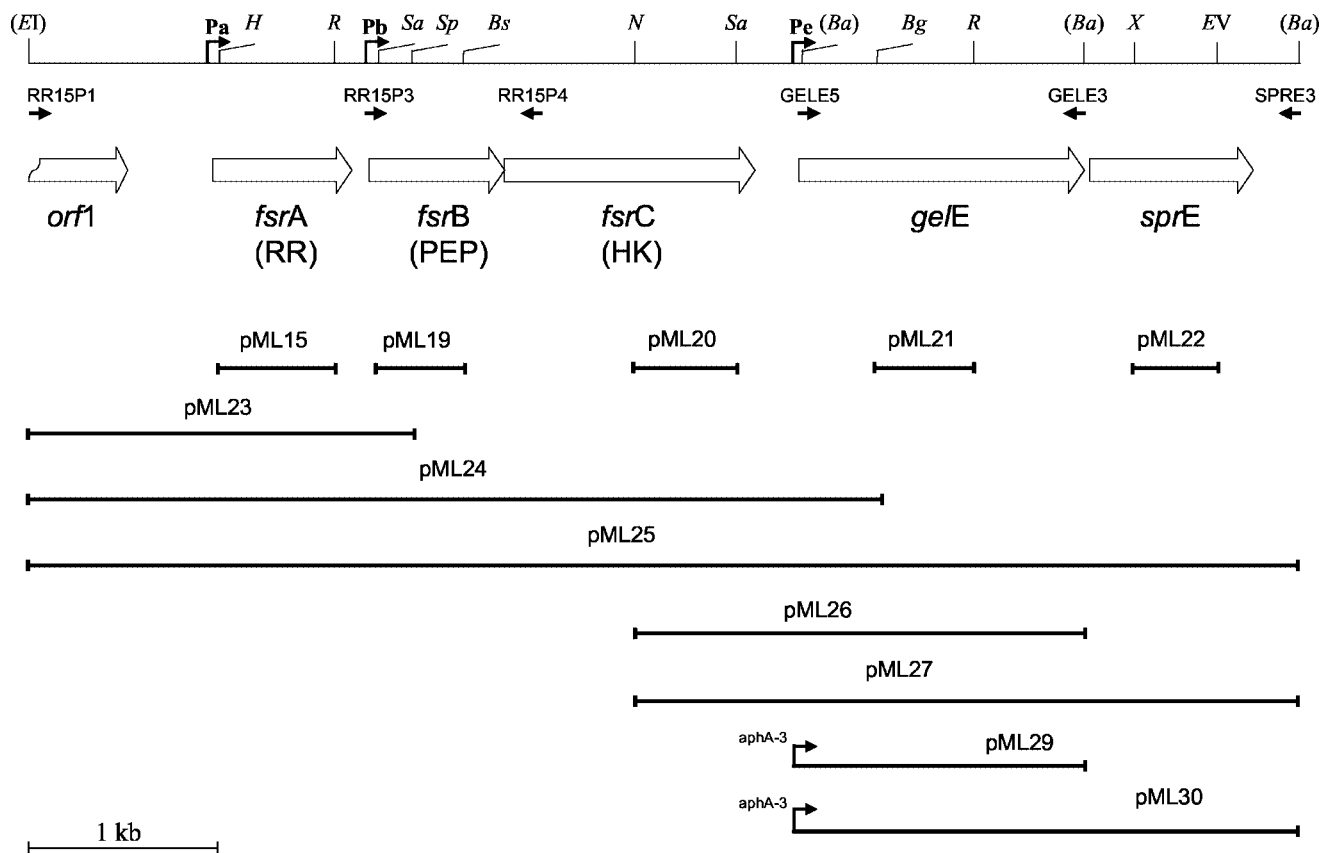 (EI) Pa H R Pb Sa Sp Bs N Sa Pe (Ba) Bg R (Ba) X EV (Ba)
RR15P1 RR15P3 RR15P4 GELE5 GELE3 SPRE3
orf1 fsrA fsrB fsrC gelE sprE
(RR) (PEP) (HK)
pML15 pML19 pML20 pML21 pML22
pML23
pML24
pML25
pML26
pML27
aphA-3 pML29
aphA-3 pML30
1 kb